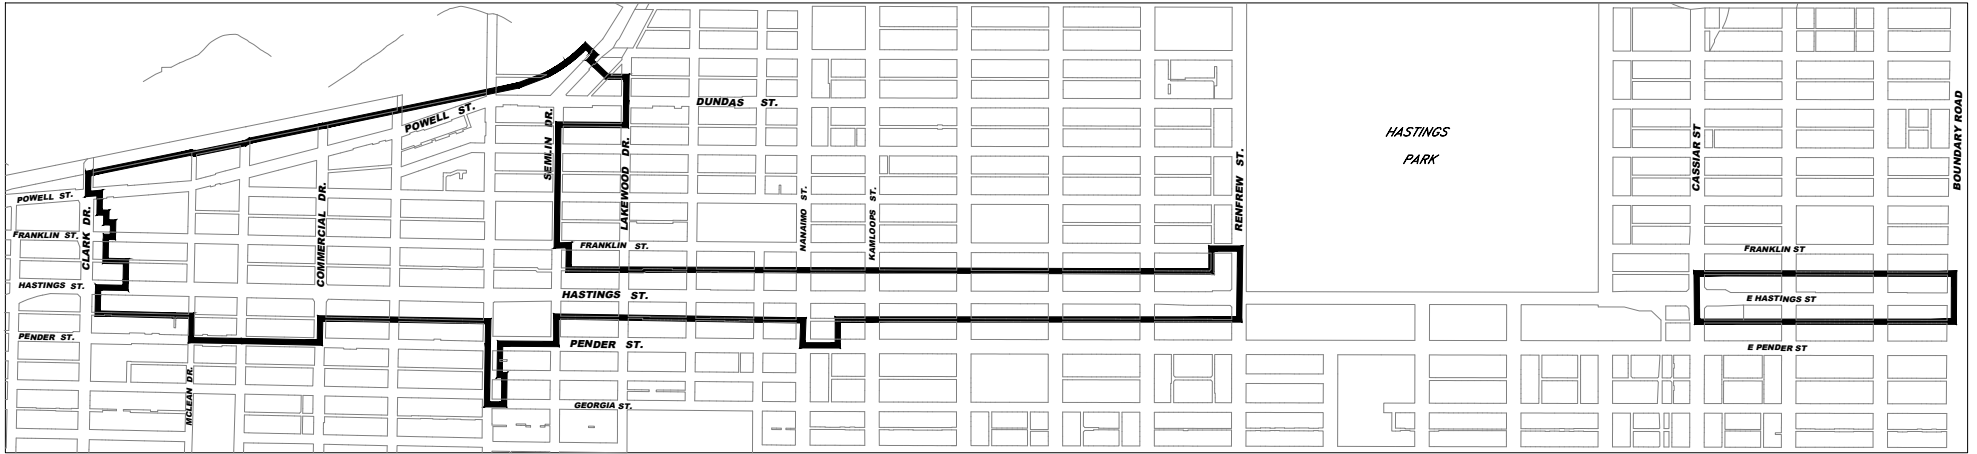 DUNDAS ST.
POWELL ST.
HASTINGS
PARK
SEMLIN DR.
LAKEWOOD DR.
CASSIAR ST
BOUNDARY ROAD
POWELL ST.
COMMERCIAL DR.
NANAIMO ST.
KAMLOOPS ST.
RENFREW ST.
CLARK DR.
FRANKLIN ST.
FRANKLIN ST.
FRANKLIN ST
HASTINGS ST.
HASTINGS ST.
E HASTINGS ST
PENDER ST.
PENDER ST.
E PENDER ST
MCLEAN DR.
GEORGIA ST.